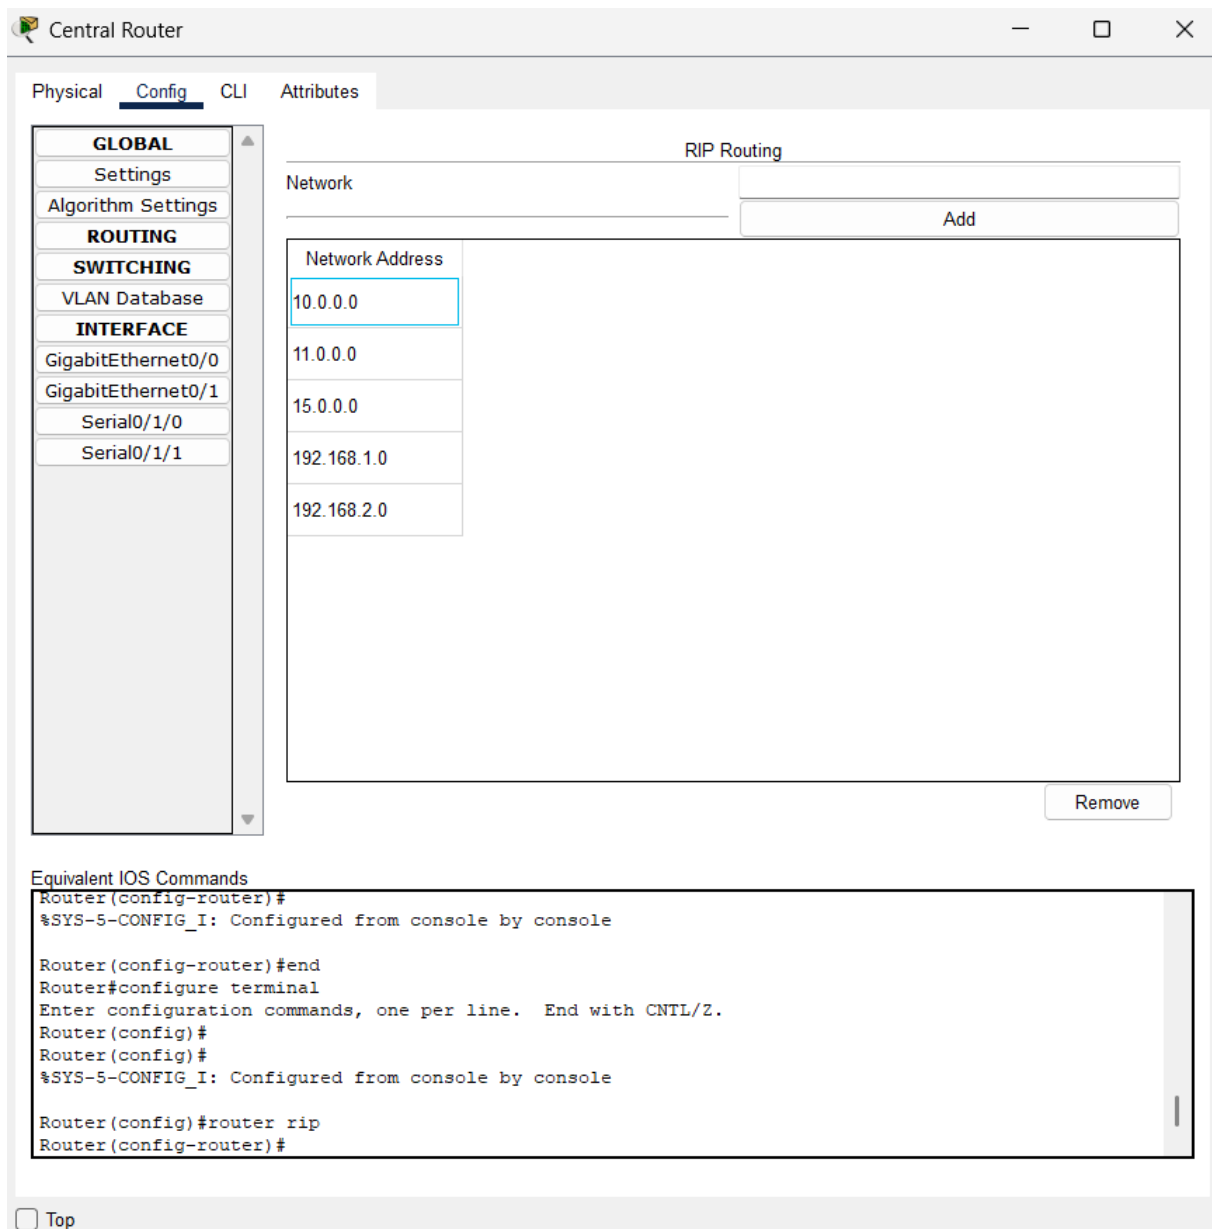 Central Router
Physical Config CLI Attributes
GLOBAL
Settings
Algorithm Settings
ROUTING
SWITCHING
VLAN Database
INTERFACE
GigabitEthernet0/0
GigabitEthernet0/1
Serial0/1/0
Serial0/1/1
RIP Routing
Network
Add
Network Address
10.0.0.0
11.0.0.0
15.0.0.0
192.168.1.0
192.168.2.0
Remove
Equivalent IOS Commands
Router(config-router)#
%SYS-5-CONFIG_I: Configured from console by console
Router(config-router)#end
Router#configure terminal
Enter configuration commands, one per line.  End with CNTL/Z.
Router(config)#
Router(config)#
%SYS-5-CONFIG_I: Configured from console by console
Router(config)#router rip
Router(config-router)#
Top